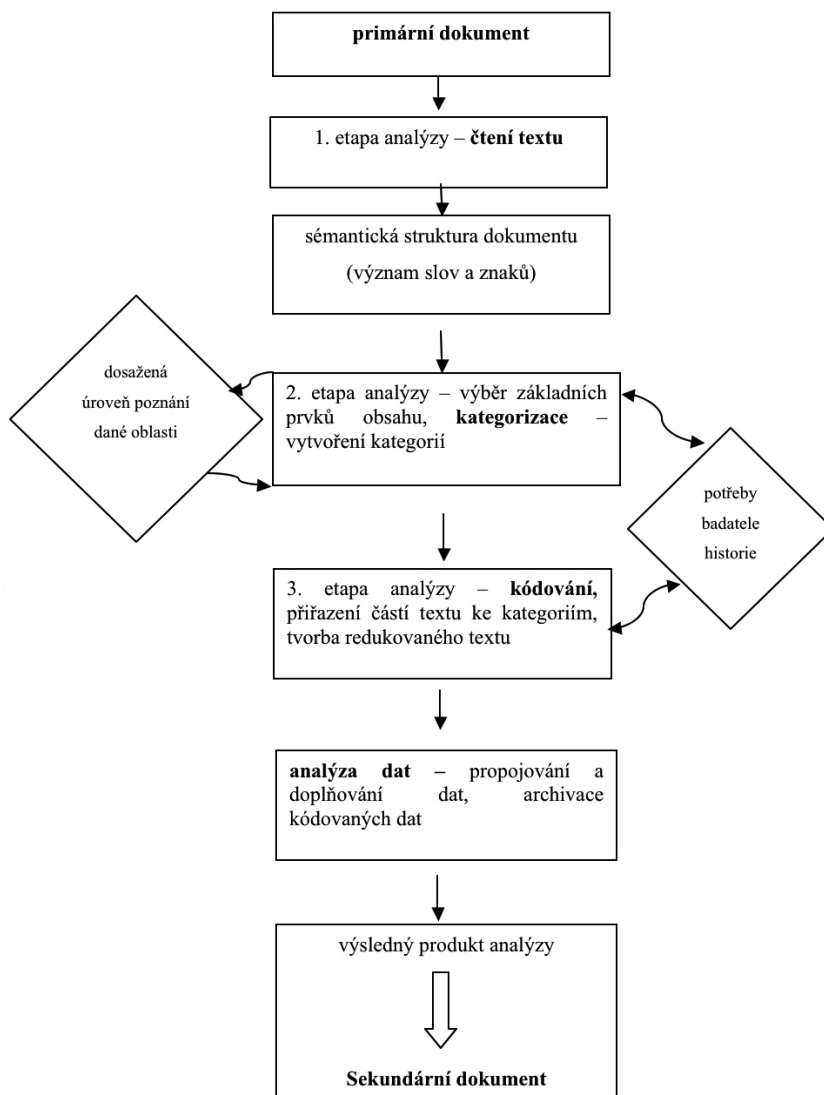 primární dokument
1. etapa analýzy – čtení textu
sémantická struktura dokumentu
(význam slov a znaků)
dosažená
úroveň poznání
dané oblasti
2. etapa analýzy – výběr základních
prvků obsahu, kategorizace –
vytvoření kategorií
potřeby
badatele
historie
3. etapa analýzy – kódování,
přiřazení částí textu ke kategoriím,
tvorba redukovaného textu
analýza dat – propojování a
doplňování dat, archivace
kódovaných dat
výsledný produkt analýzy
Sekundární dokument